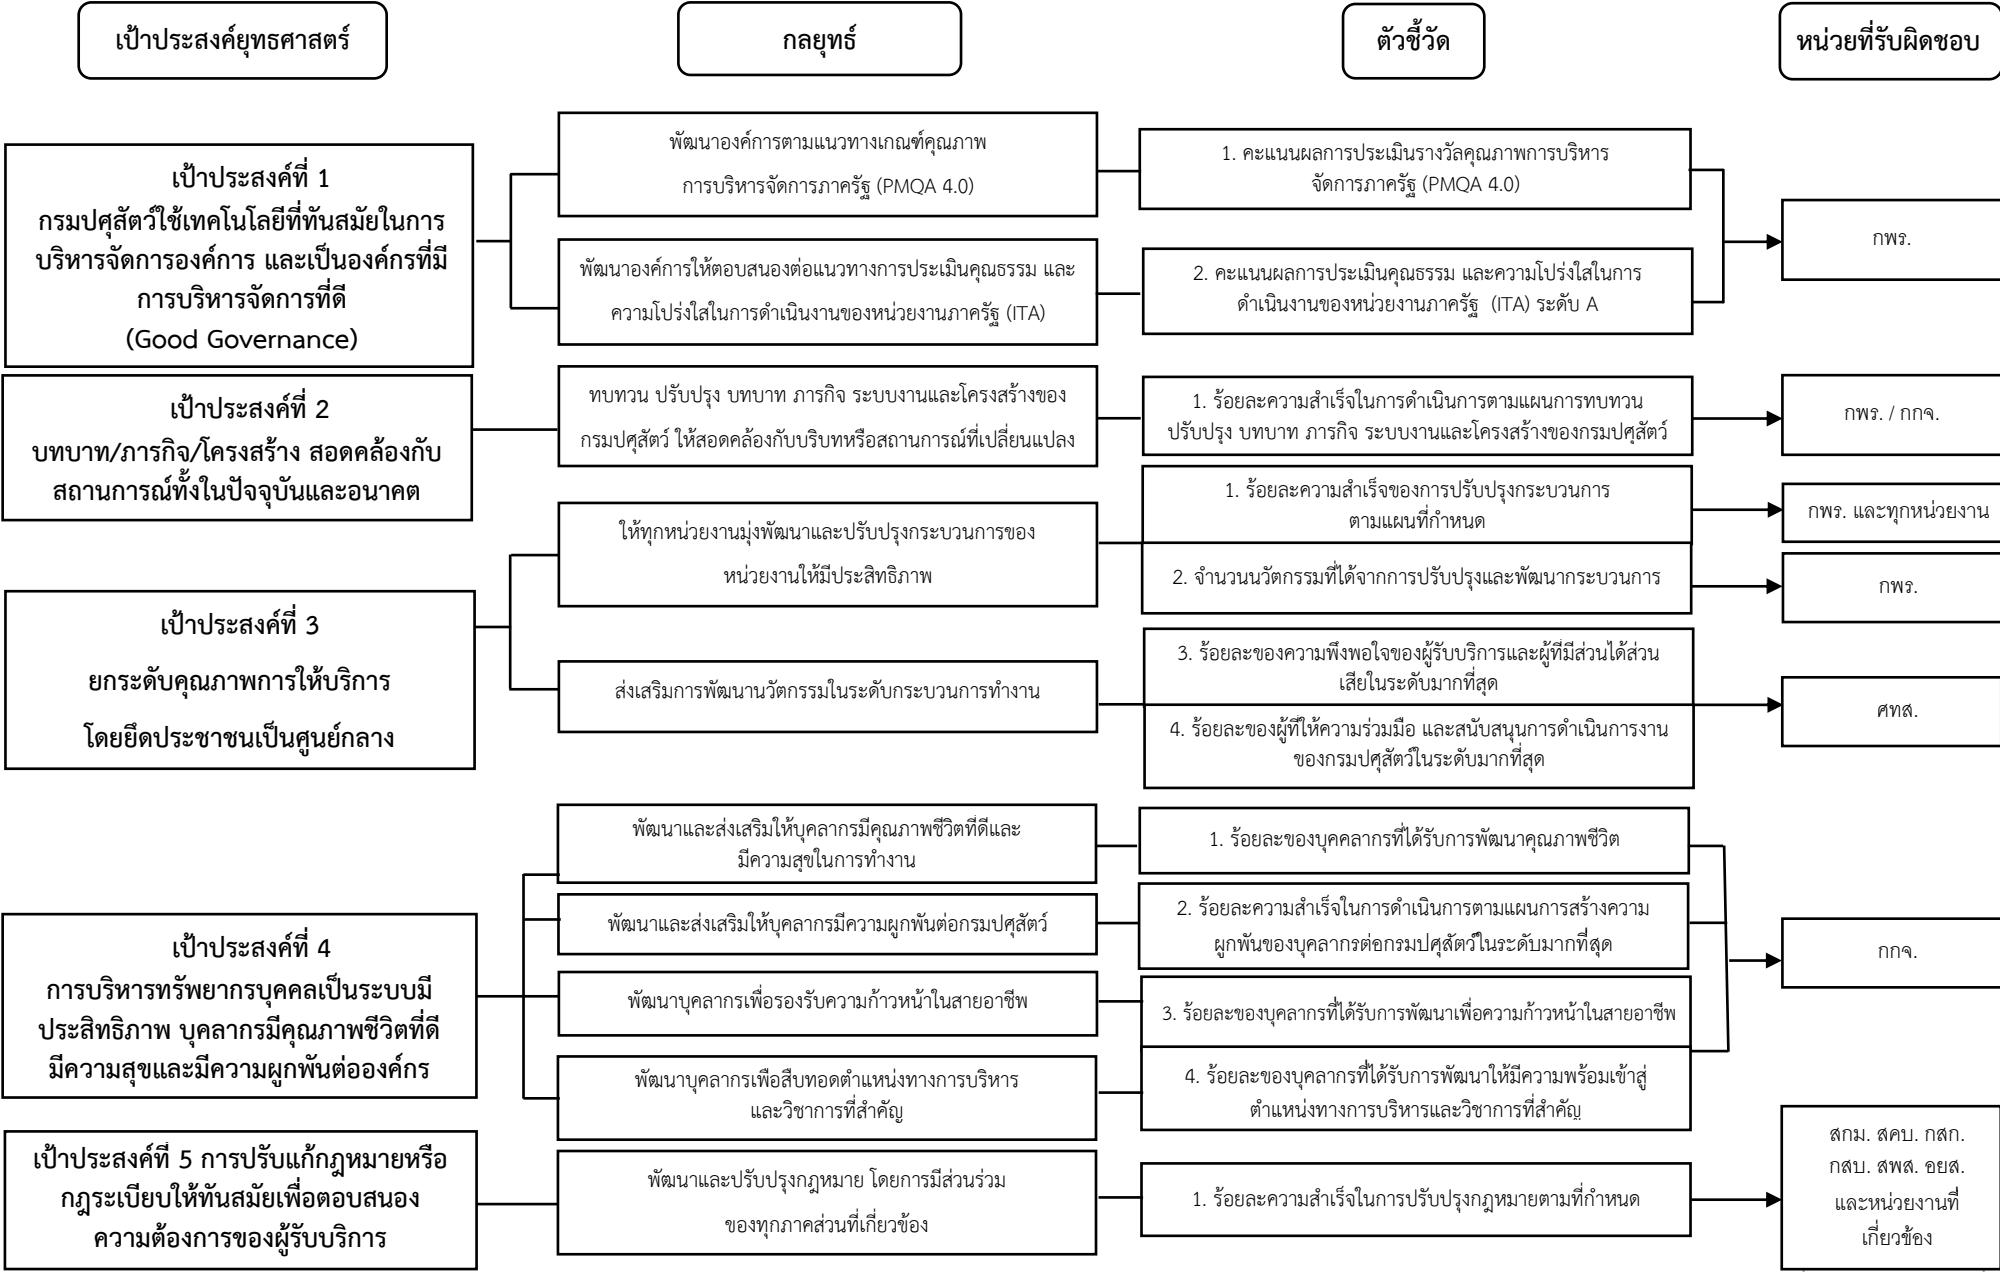 เป้าประสงค์ยุทธศาสตร์
กลยุทธ์
ตัวชี้วัด
หน่วยที่รับผิดชอบ
เป้าประสงค์ที่ 1
กรมปศุสัตว์ใช้เทคโนโลยีที่ทันสมัยในการ
บริหารจัดการองค์การ และเป็นองค์กรที่มี
การบริหารจัดการที่ดี
(Good Governance)
พัฒนาองค์การตามแนวทางเกณฑ์คุณภาพ
การบริหารจัดการภาครัฐ (PMQA 4.0)
1. คะแนนผลการประเมินรางวัลคุณภาพการบริหาร
จัดการภาครัฐ (PMQA 4.0)
พัฒนาองค์การให้ตอบสนองต่อแนวทางการประเมินคุณธรรม และ
ความโปร่งใสในการดำเนินงานของหน่วยงานภาครัฐ (ITA)
2. คะแนนผลการประเมินคุณธรรม และความโปร่งใสในการ
ดำเนินงานของหน่วยงานภาครัฐ (ITA) ระดับ A
กพร.
เป้าประสงค์ที่ 2
บทบาท/ภารกิจ/โครงสร้าง สอดคล้องกับ
สถานการณ์ทั้งในปัจจุบันและอนาคต
ทบทวน ปรับปรุง บทบาท ภารกิจ ระบบงานและโครงสร้างของ
กรมปศุสัตว์ ให้สอดคล้องกับบริบทหรือสถานการณ์ที่เปลี่ยนแปลง
1. ร้อยละความสำเร็จในการดำเนินการตามแผนการทบทวน
ปรับปรุง บทบาท ภารกิจ ระบบงานและโครงสร้างของกรมปศุสัตว์
กพร. / กกจ.
เป้าประสงค์ที่ 3
ยกระดับคุณภาพการให้บริการ
โดยยึดประชาชนเป็นศูนย์กลาง
ให้ทุกหน่วยงานมุ่งพัฒนาและปรับปรุงกระบวนการของ
หน่วยงานให้มีประสิทธิภาพ
1. ร้อยละความสำเร็จของการปรับปรุงกระบวนการ
ตามแผนที่กำหนด
กพร. และทุกหน่วยงาน
2. จำนวนนวัตกรรมที่ได้จากการปรับปรุงและพัฒนากระบวนการ
กพร.
ส่งเสริมการพัฒนานวัตกรรมในระดับกระบวนการทำงาน
3. ร้อยละของความพึงพอใจของผู้รับบริการและผู้ที่มีส่วนได้ส่วน
เสียในระดับมากที่สุด
4. ร้อยละของผู้ที่ให้ความร่วมมือ และสนับสนุนการดำเนินการงาน
ของกรมปศุสัตว์ในระดับมากที่สุด
ศทส.
เป้าประสงค์ที่ 4
การบริหารทรัพยากรบุคคลเป็นระบบมี
ประสิทธิภาพ บุคลากรมีคุณภาพชีวิตที่ดี
มีความสุขและมีความผูกพันต่อองค์กร
พัฒนาและส่งเสริมให้บุคลากรมีคุณภาพชีวิตที่ดีและ
มีความสุขในการทำงาน
1. ร้อยละของบุคคลากรที่ได้รับการพัฒนาคุณภาพชีวิต
พัฒนาและส่งเสริมให้บุคลากรมีความผูกพันต่อกรมปศุสัตว์
2. ร้อยละความสำเร็จในการดำเนินการตามแผนการสร้างความ
ผูกพันของบุคลากรต่อกรมปศุสัตว์ในระดับมากที่สุด
พัฒนาบุคลากรเพื่อรองรับความก้าวหน้าในสายอาชีพ
3. ร้อยละของบุคลากรที่ได้รับการพัฒนาเพื่อความก้าวหน้าในสายอาชีพ
พัฒนาบุคลากรเพือสืบทอดตำแหน่งทางการบริหาร
และวิชาการที่สำคัญ
4. ร้อยละของบุคลากรที่ได้รับการพัฒนาให้มีความพร้อมเข้าสู่
ตำแหน่งทางการบริหารและวิชาการที่สำคัญ
กกจ.
เป้าประสงค์ที่ 5 การปรับแก้กฎหมายหรือ
กฎระเบียบให้ทันสมัยเพื่อตอบสนอง
ความต้องการของผู้รับบริการ
พัฒนาและปรับปรุงกฎหมาย โดยการมีส่วนร่วม
ของทุกภาคส่วนที่เกี่ยวข้อง
1. ร้อยละความสำเร็จในการปรับปรุงกฎหมายตามที่กำหนด
สกม. สคบ. กสก.
กสบ. สพส. อยส.
และหน่วยงานที่
เกี่ยวข้อง